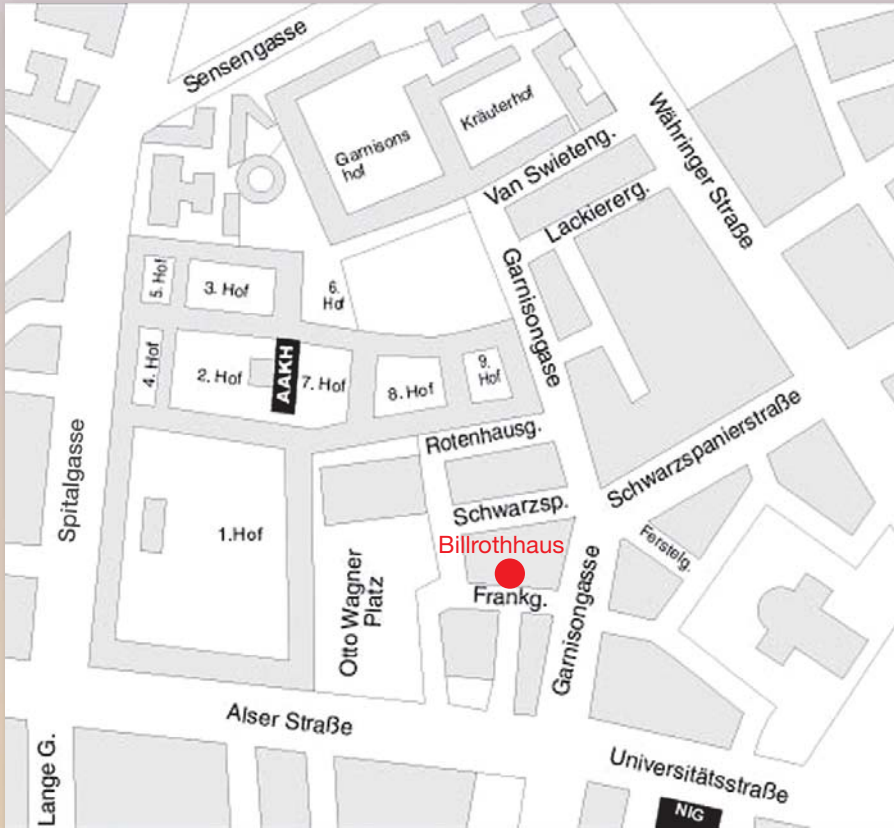 Sensengasse
Garnisons
hof
Kräuterhof
Währinger Straße
Van Swieteng.
Lackiererg.
Garnisongase
5. Hof
3. Hof
6.
Hof
4. Hof
2. Hof
AAKH
7. Hof
8. Hof
9.
Hof
Rotenhausg.
Schwarzspanierstraße
Spitalgasse
1.Hof
Schwarzsp.
Billrothhaus
Frankg.
Ferstelg.
Otto Wagner
Platz
Garnisongasse
Alser Straße
Lange G.
Universitätsstraße
NIG